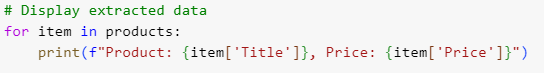 # Display extracted data
for item in products:
    print(f"Product: {item['Title']}, Price: {item['Price']}")